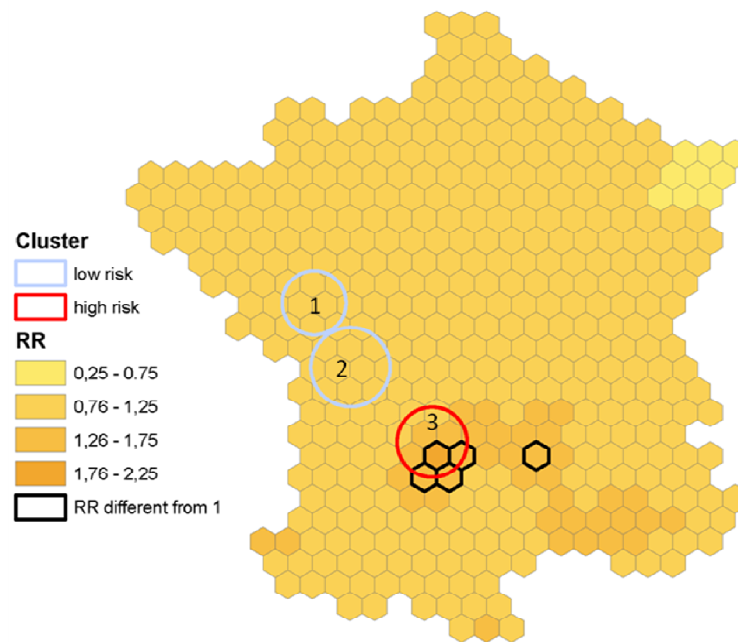 Cluster
low risk
high risk
RR
0,25 - 0.75
0,76 - 1,25
1,26 - 1,75
1,76 - 2,25
RR different from 1
1
2
3